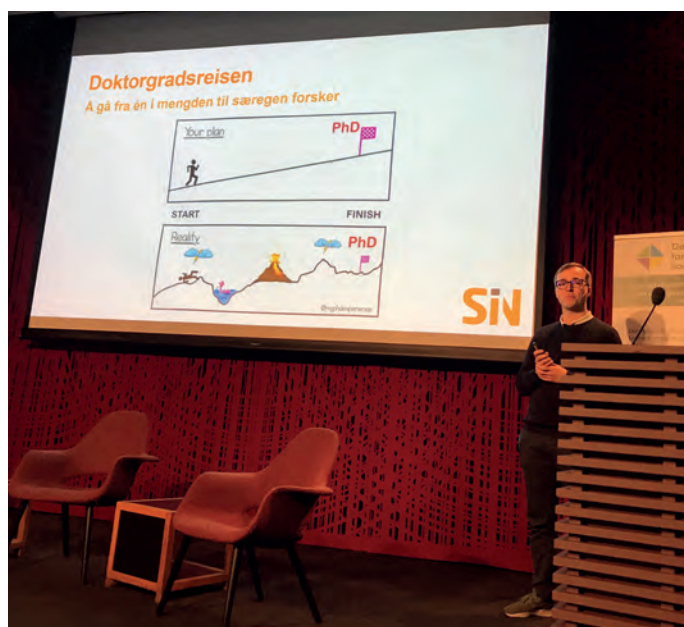 Doktorgradsreisen
Å gå fra én i mengden til særegen forsker
Your plan
PhD
START
FINISH
Reality
PhD
SiN